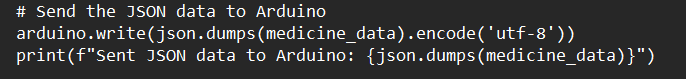 # Send the JSON data to Arduino
arduino.write(json.dumps(medicine_data).encode('utf-8'))
print(f"Sent JSON data to Arduino: {json.dumps(medicine_data)}")